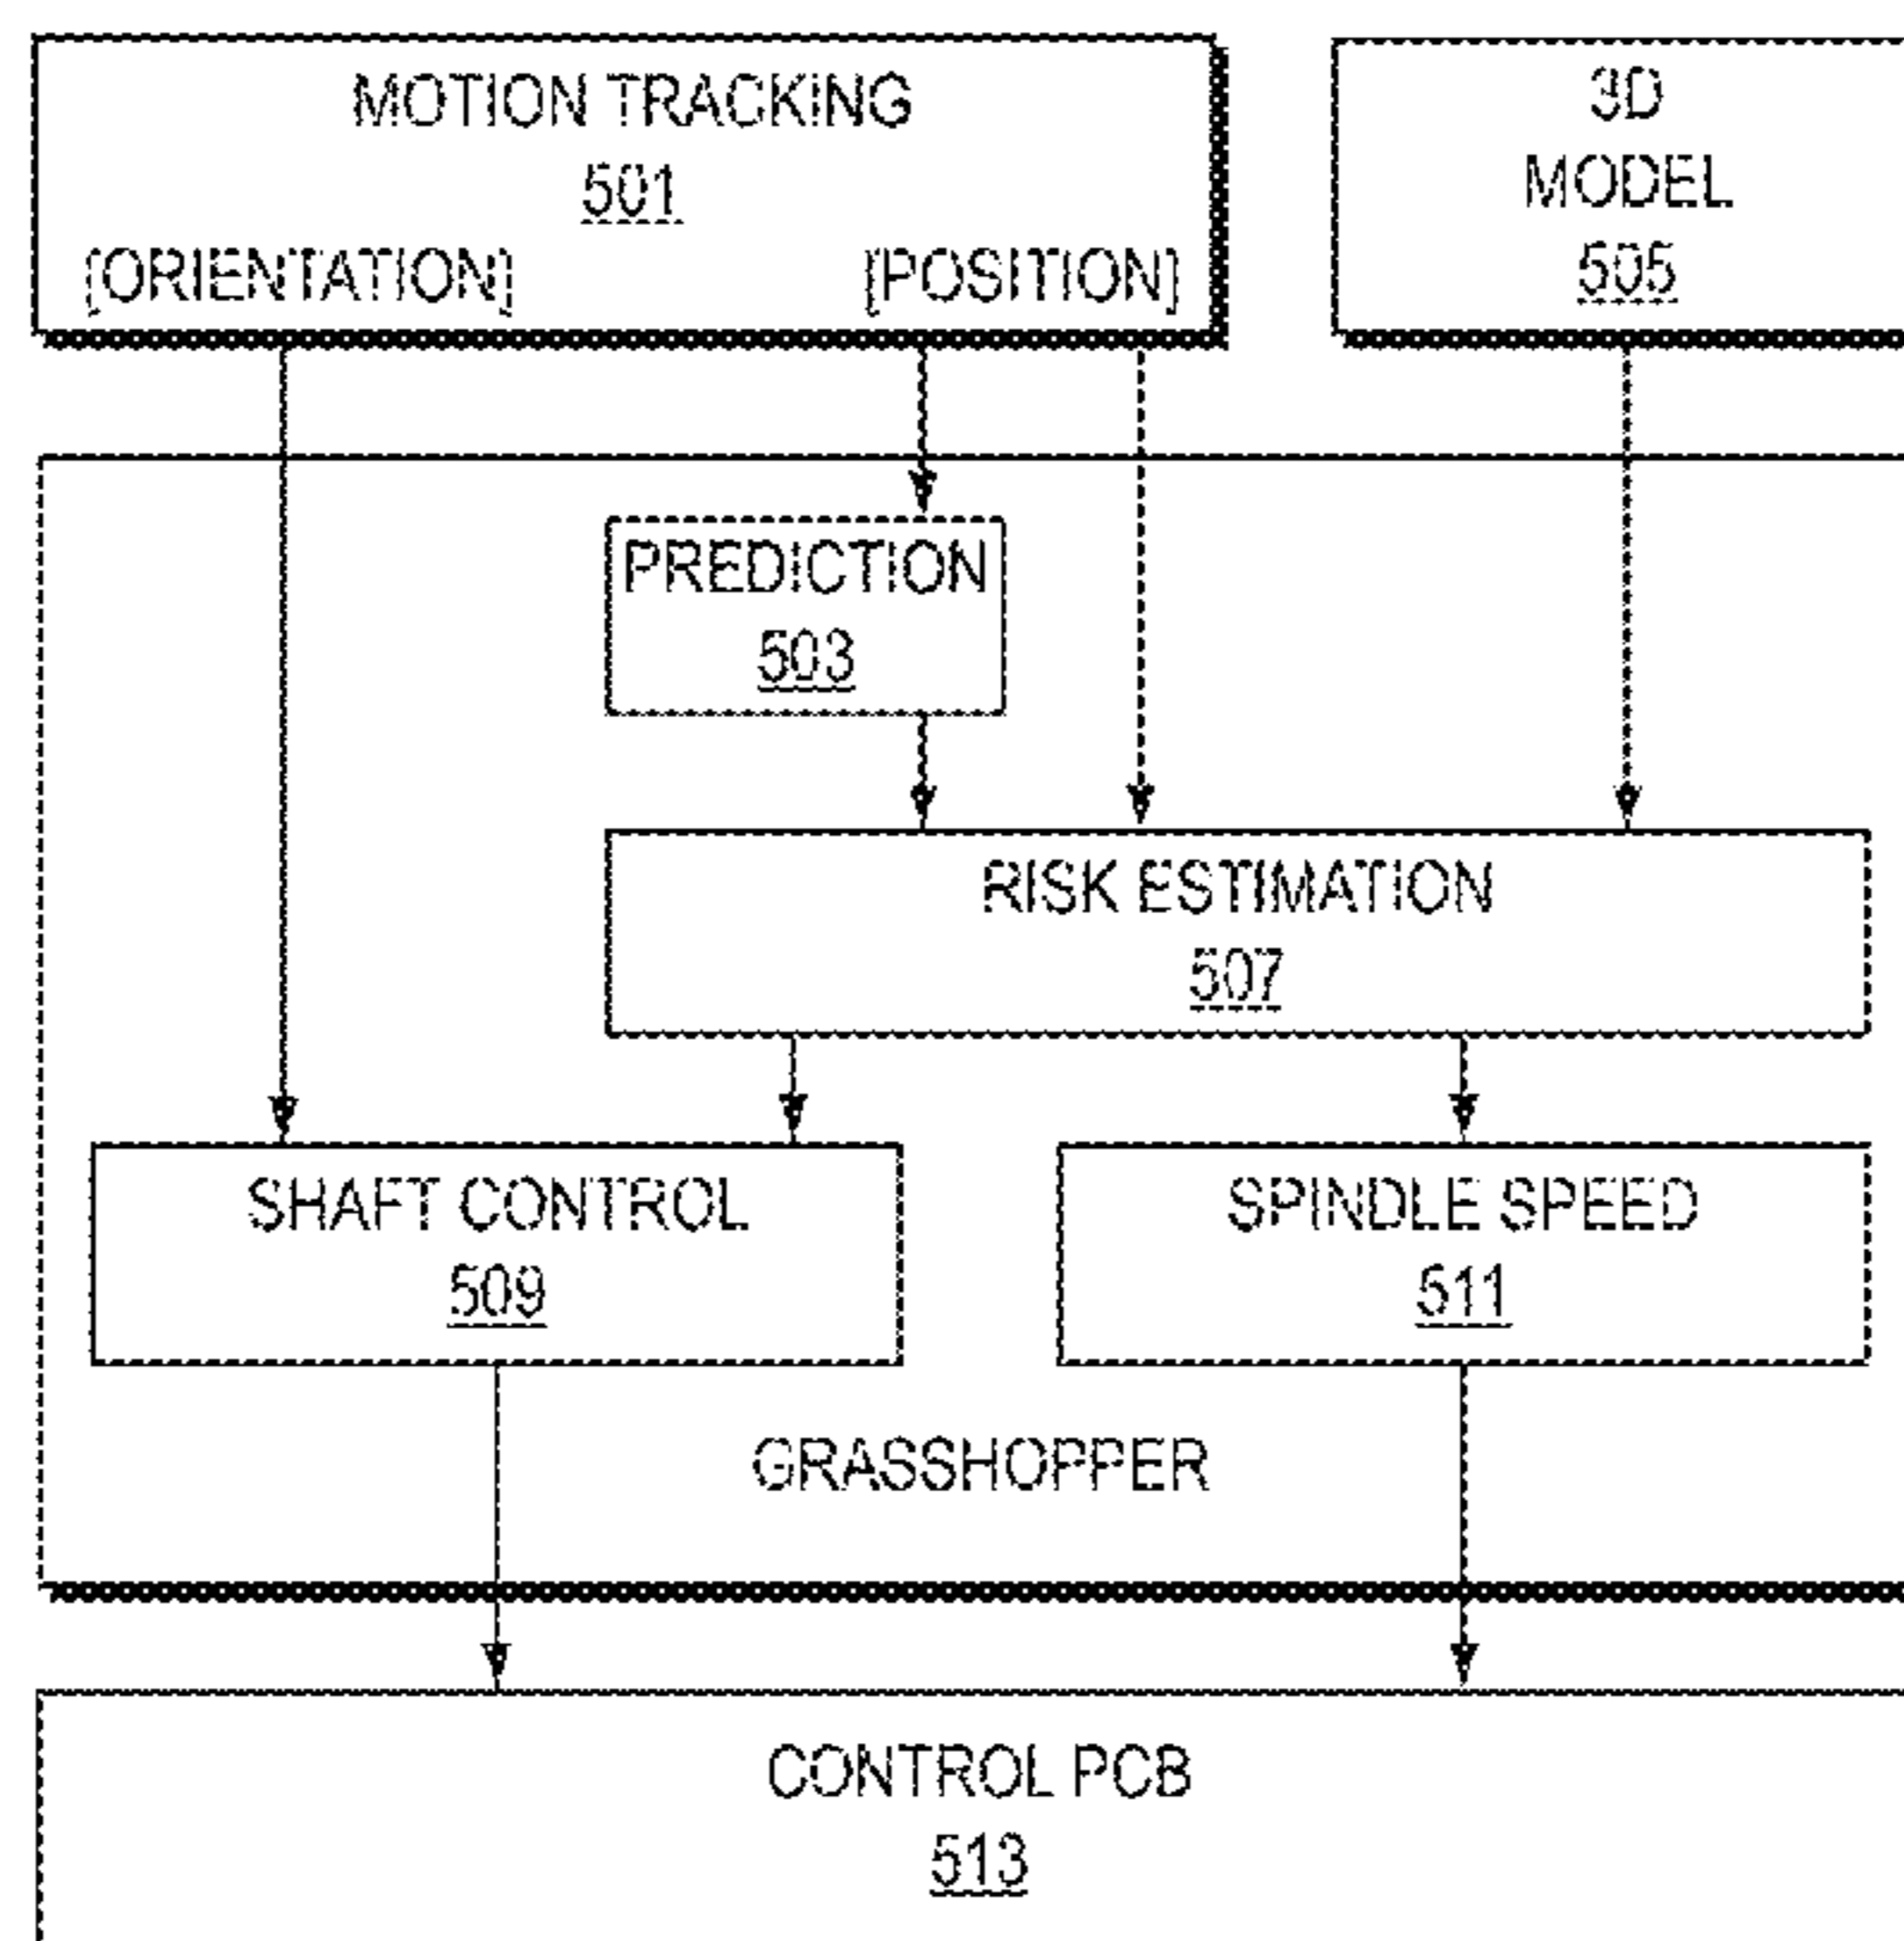 MOTION TRACKING
501
[ORIENTATION] [POSITION]
3D
MODEL
505
PREDICTION
503
RISK ESTIMATION
507
SHAFT CONTROL
509
SPINDLE SPEED
511
GRASSHOPPER
CONTROL PCB
513